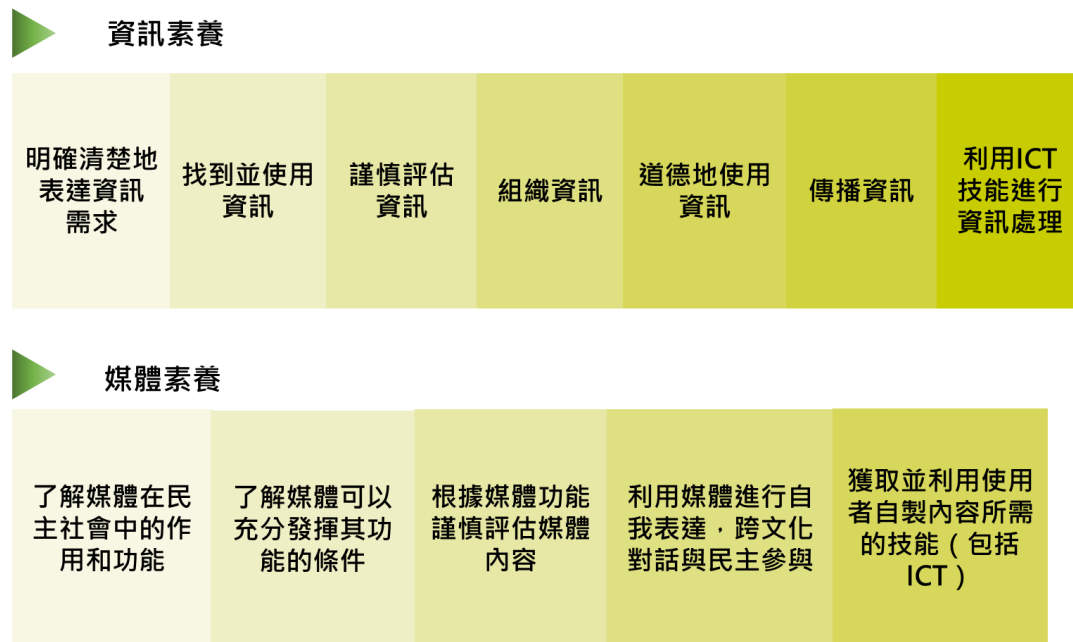 資訊素養
明確清楚地
表達資訊
需求
找到並使用
資訊
謹慎評估
資訊
組織資訊
道德地使用
資訊
傳播資訊
利用ICT
技能進行
資訊處理
媒體素養
了解媒體在民
主社會中的作
用和功能
了解媒體可以
充分發揮其功
能的條件
根據媒體功能
謹慎評估媒體
內容
利用媒體進行自
我表達，跨文化
對話與民主參與
獲取並利用使用
者自製內容所需
的技能（包括
ICT）